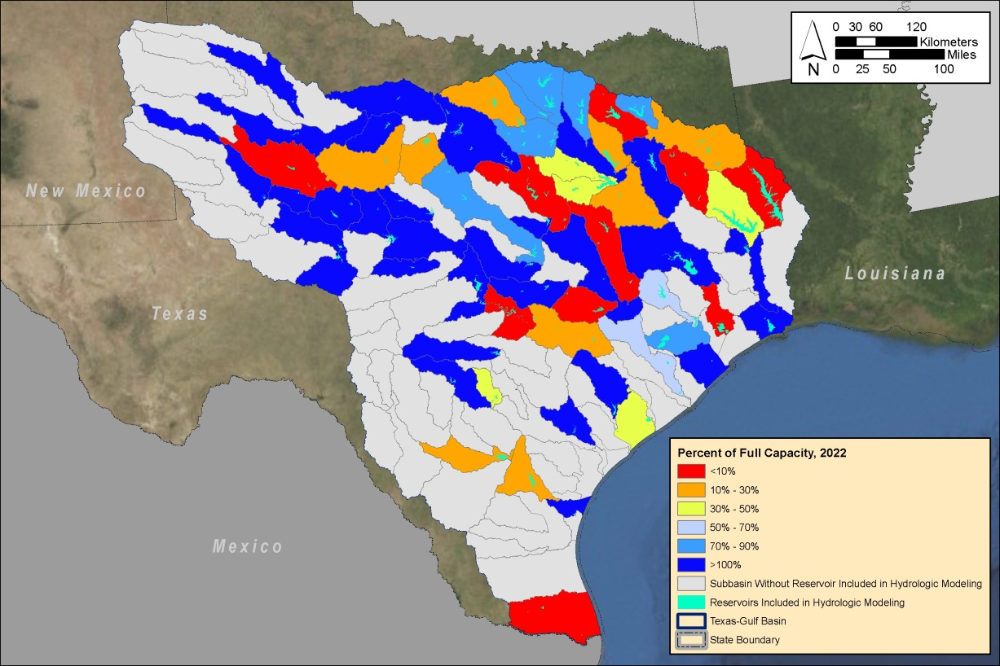 0 30 60 120
Kilometers
Miles
0 25 50 100
N
New Mexico
Texas
Louisiana
Mexico
Percent of Full Capacity, 2022
<10%
10% - 30%
30% - 50%
50% - 70%
70% - 90%
>100%
Subbasin Without Reservoir Included in Hydrologic Modeling
Reservoirs Included in Hydrologic Modeling
Texas-Gulf Basin
State Boundary